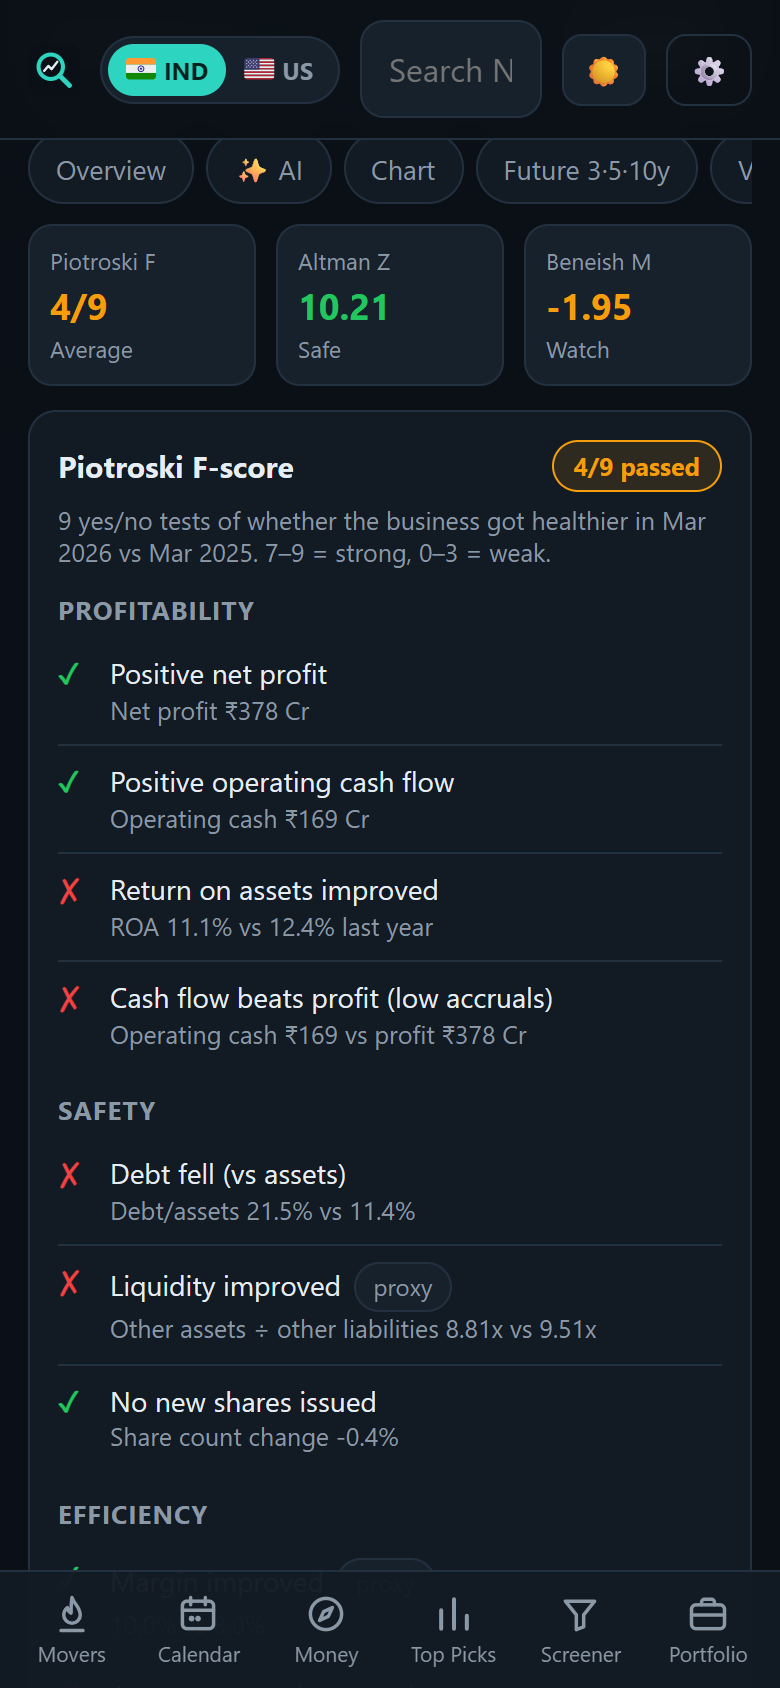 IND
US
Search N
Overview
✨ AI
Chart
Future 3·5·10y
Piotroski F
4/9
Average
Altman Z
10.21
Safe
Beneish M
-1.95
Watch
Piotroski F-score
4/9 passed
9 yes/no tests of whether the business got healthier in Mar
2026 vs Mar 2025. 7–9 = strong, 0–3 = weak.
PROFITABILITY
✓ Positive net profit
Net profit ₹378 Cr
✓ Positive operating cash flow
Operating cash ₹169 Cr
✗ Return on assets improved
ROA 11.1% vs 12.4% last year
✗ Cash flow beats profit (low accruals)
Operating cash ₹169 vs profit ₹378 Cr
SAFETY
✗ Debt fell (vs assets)
Debt/assets 21.5% vs 11.4%
✗ Liquidity improved proxy
Other assets ÷ other liabilities 8.81x vs 9.51x
✓ No new shares issued
Share count change -0.4%
EFFICIENCY
Margin improved proxy
Movers
Calendar
Money
Top Picks
Screener
Portfolio